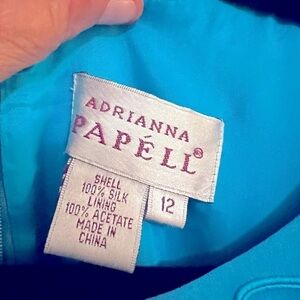 ADRIANNA
PAPÉLL®
SHELL
100% SILK
LINING
100% ACETATE
MADE IN
CHINA
12